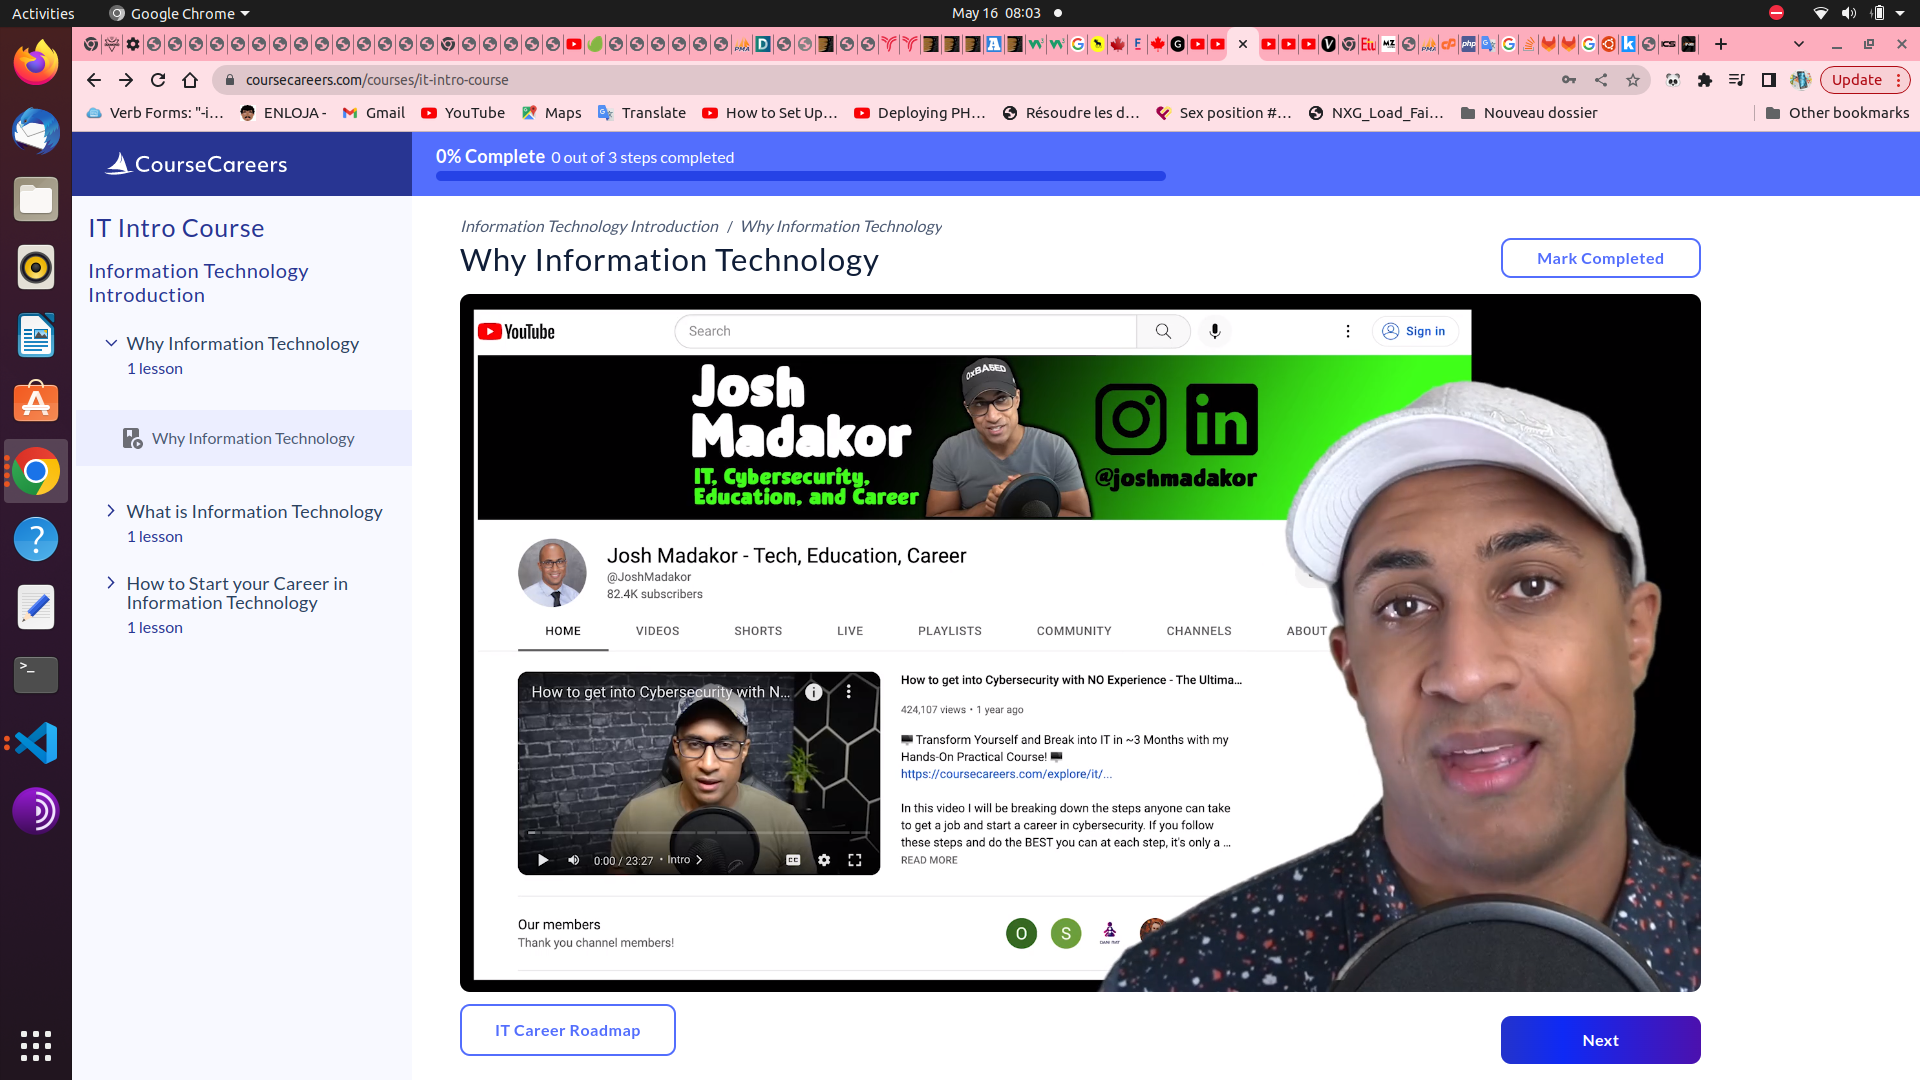 Activities
Google Chrome
May 16 08:03
coursecareers.com/courses/it-intro-course
Update
Verb Forms: "-i...
ENLOJA -
Gmail
YouTube
Maps
Translate
How to Set Up...
Deploying PH...
Résoudre les d...
Sex position #...
NXG_Load_Fai...
Nouveau dossier
Other bookmarks
CourseCareers
0% Complete 0 out of 3 steps completed
IT Intro Course
Information Technology
Introduction
Why Information Technology
1 lesson
Why Information Technology
What is Information Technology
1 lesson
How to Start your Career in
Information Technology
1 lesson
Information Technology Introduction / Why Information Technology
Why Information Technology
Mark Completed
YouTube
Search
Sign in
Josh
Madakor
IT, Cybersecurity,
Education, and Career
0xBA5ED
@joshmadakor
Josh Madakor - Tech, Education, Career
@JoshMadakor
82.4K subscribers
HOME
VIDEOS
SHORTS
LIVE
PLAYLISTS
COMMUNITY
CHANNELS
ABOUT
How to get into Cybersecurity with N...
0:00 / 23:27 • Intro
How to get into Cybersecurity with NO Experience - The Ultima...
424,107 views • 1 year ago
Transform Yourself and Break into IT in ~3 Months with my
Hands-On Practical Course!
https://coursecareers.com/explore/it/...
In this video I will be breaking down the steps anyone can take
to get a job and start a career in cybersecurity. If you follow
these steps and do the BEST you can at each step, it's only a ...
READ MORE
Our members
Thank you channel members!
O
S
IT Career Roadmap
Next